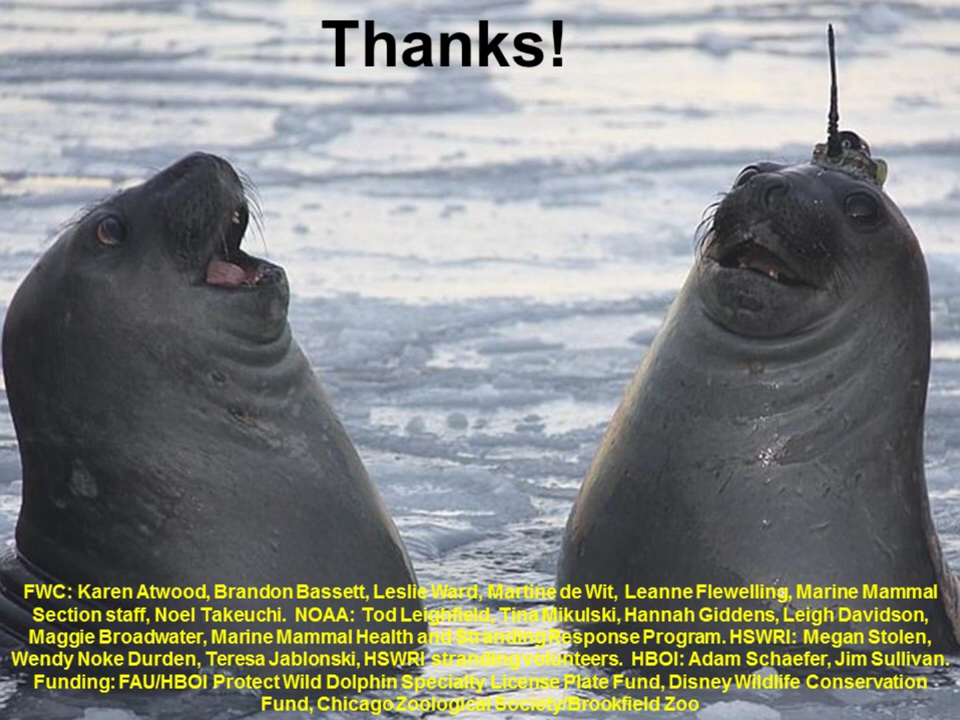 Thanks!
FWC: Karen Atwood, Brandon Bassett, Leslie Ward, Martine de Wit, Leanne Flewelling, Marine Mammal
Section staff, Noel Takeuchi. NOAA: Tod Leighfield, Tina Mikulski, Hannah Giddens, Leigh Davidson,
Maggie Broadwater, Marine Mammal Health and Stranding Response Program. HSWRI: Megan Stolen,
Wendy Noke Durden, Teresa Jablonski, HSWRI stranding volunteers. HBOI: Adam Schaefer, Jim Sullivan.
Funding: FAU/HBOI Protect Wild Dolphin Specialty License Plate Fund, Disney Wildlife Conservation
Fund, Chicago Zoological Society/Brookfield Zoo